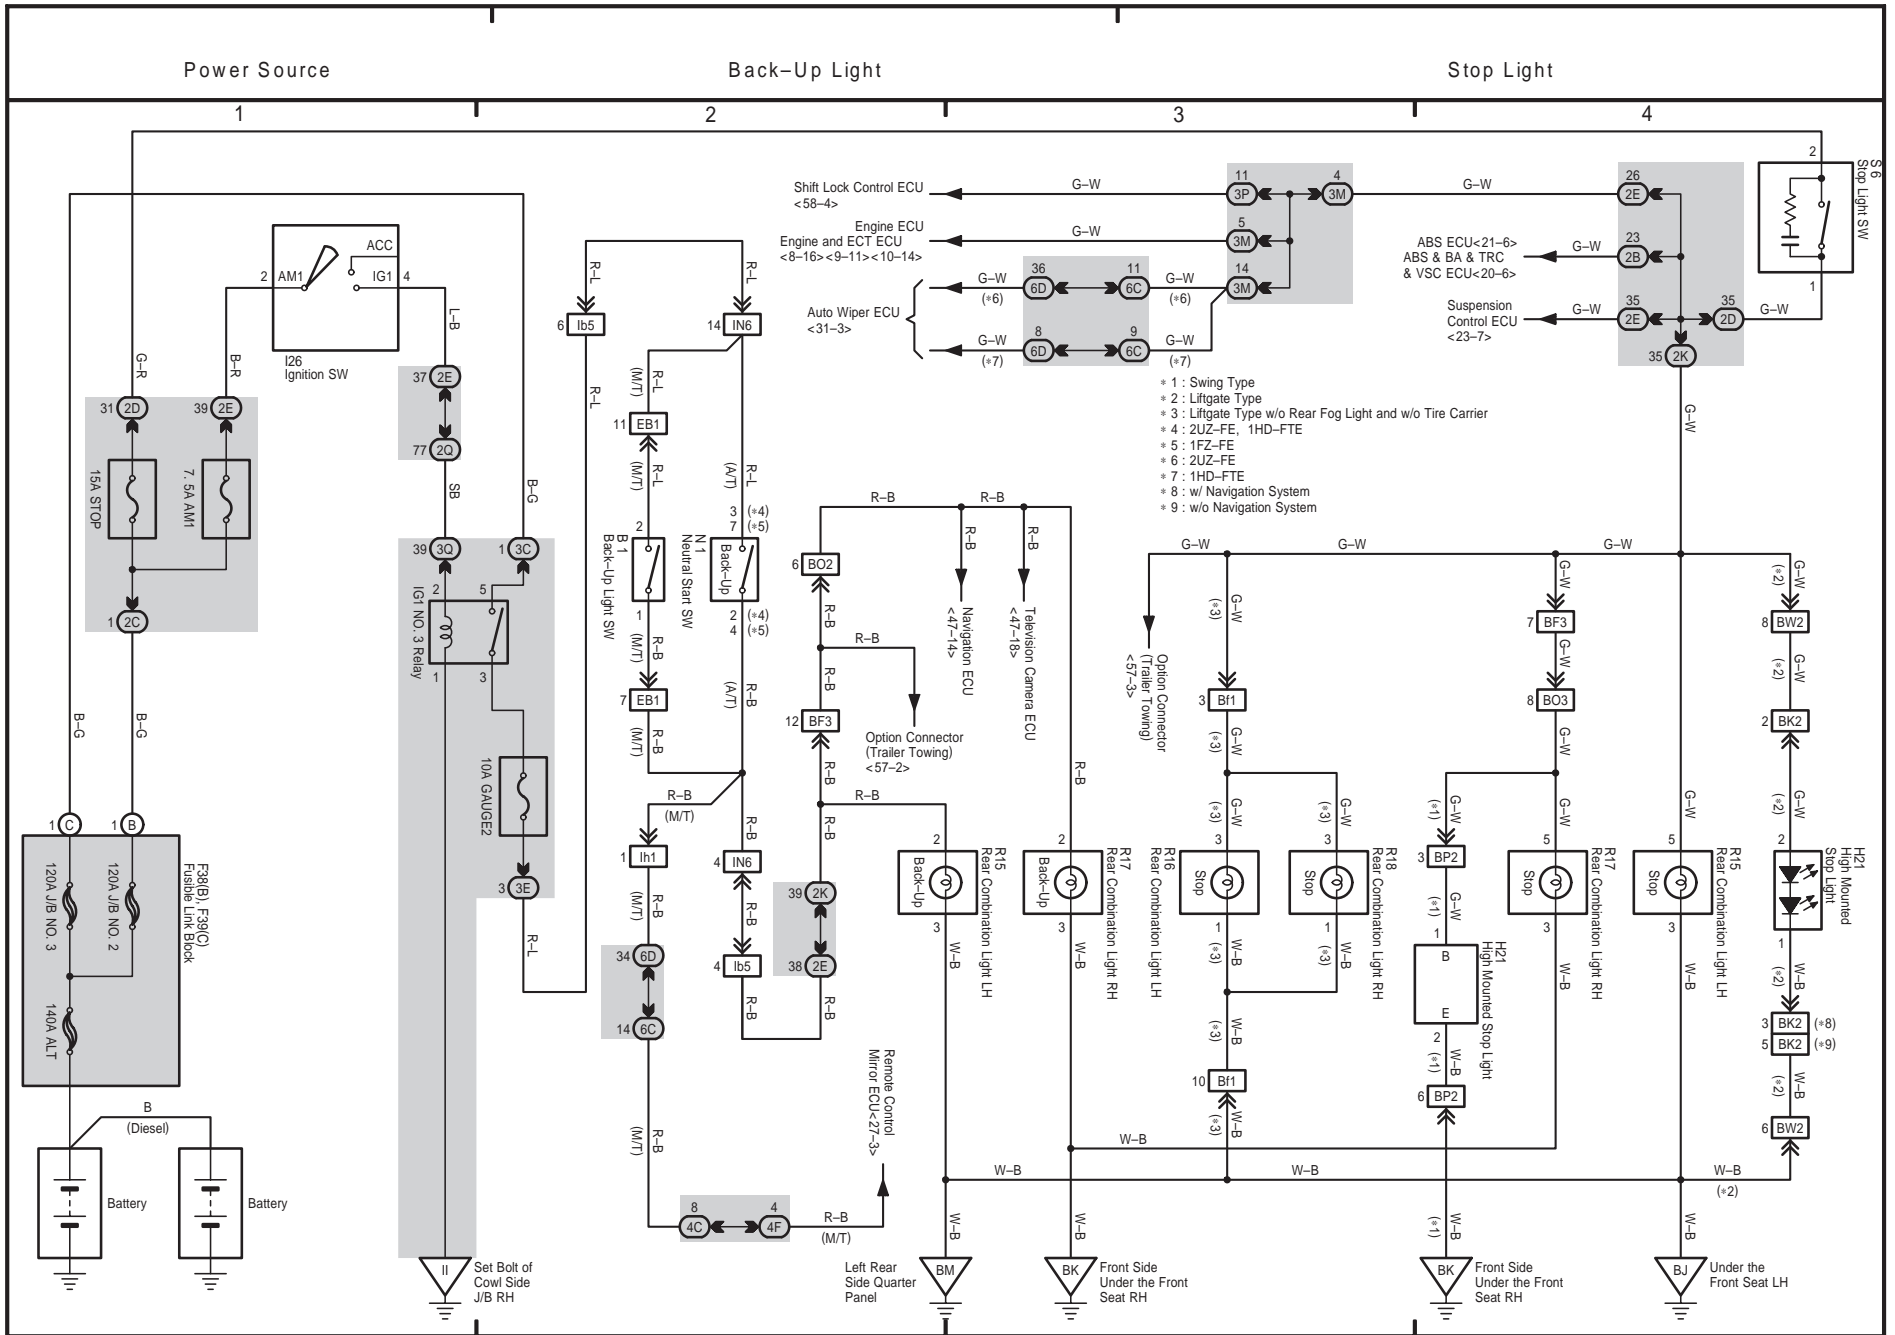 Power Source
Back–Up Light
Stop Light
1
2
3
4
I26
Ignition SW
2
AM1
ACC
IG1
4
G–R
B–R
L–B
31
2D
39
2E
37
2E
77
2Q
SB
B–G
15A STOP
7. 5A AM1
1
2C
39
3Q
1
3C
2
5
IG1 NO. 3 Relay
1
3
10A GAUGE2
3
3E
R–L
B–G
B–G
1
C
1
B
F38(B), F39(C)
Fusible Link Block
120A J/B NO. 3
120A J/B NO. 2
140A ALT
B
(Diesel)
Battery
Battery
II
Set Bolt of
Cowl Side
J/B RH
R–L
6
Ib5
R–L
R–L
14
IN6
R–L
(M/T)
11
EB1
R–L
(M/T)
R–L
(A/T)
3
(*4)
7
(*5)
2
B 1
Back–Up Light SW
1
N 1
Neutral Start SW
Back–Up
2
(*4)
4
(*5)
R–B
(M/T)
7
EB1
R–B
(M/T)
R–B
(A/T)
R–B
(M/T)
1
Ih1
R–B
(M/T)
34
6D
14
6C
R–B
(M/T)
8
4C
4
4F
R–B
(M/T)
Remote Control
Mirror ECU<27–3>
R–B
4
IN6
R–B
4
Ib5
R–B
38
2E
39
2K
R–B
R–B
R–B
12
BF3
R–B
R–B
Option Connector
(Trailer Towing)
<57–2>
R–B
6
BO2
R–B
R–B
R–B
Navigation ECU
<47–14>
R–B
Television Camera ECU
<47–18>
R–B
2
Back–Up
3
R15
Rear Combination Light LH
2
Back–Up
3
R17
Rear Combination Light RH
W–B
W–B
BM
Left Rear
Side Quarter
Panel
W–B
BK
Front Side
Under the Front
Seat RH
Shift Lock Control ECU
<58–4>
G–W
11
3P
4
3M
G–W
26
2E
Engine ECU
Engine and ECT ECU
<8–16><9–11><10–14>
G–W
5
3M
Auto Wiper ECU
<31–3>
G–W
(*6)
36
6D
11
6C
G–W
(*6)
14
3M
G–W
(*7)
8
6D
9
6C
G–W
(*7)
* 1 : Swing Type
* 2 : Liftgate Type
* 3 : Liftgate Type w/o Rear Fog Light and w/o Tire Carrier
* 4 : 2UZ–FE, 1HD–FTE
* 5 : 1FZ–FE
* 6 : 2UZ–FE
* 7 : 1HD–FTE
* 8 : w/ Navigation System
* 9 : w/o Navigation System
ABS ECU<21–6>
ABS & BA & TRC
& VSC ECU<20–6>
G–W
23
2B
Suspension
Control ECU
<23–7>
G–W
35
2E
35
2D
G–W
35
2K
2
S 6
Stop Light SW
1
G–W
G–W
G–W
G–W
Option Connector
(Trailer Towing)
<57–3>
G–W
(*3)
3
Bf1
G–W
(*3)
G–W
(*3)
G–W
(*3)
3
Stop
1
R16
Rear Combination Light LH
3
Stop
1
R18
Rear Combination Light RH
(*3)
(*3)
W–B
(*3)
10
Bf1
W–B
(*3)
G–W
7
BF3
G–W
8
BO3
G–W
G–W
(*1)
3
BP2
G–W
(*1)
1
B
E
2
H21
High Mounted Stop Light
W–B
(*1)
6
BP2
W–B
(*1)
BK
Front Side
Under the Front
Seat RH
G–W
5
Stop
3
R17
Rear Combination Light RH
W–B
W–B
G–W
5
Stop
3
R15
Rear Combination Light LH
W–B
W–B
BJ
Under the
Front Seat LH
G–W
(*2)
8
BW2
G–W
(*2)
2
BK2
G–W
(*2)
2
H21
High Mounted
Stop Light
1
W–B
(*2)
3
BK2
(*8)
5
BK2
(*9)
W–B
(*2)
6
BW2
W–B
W–B
W–B
(*2)